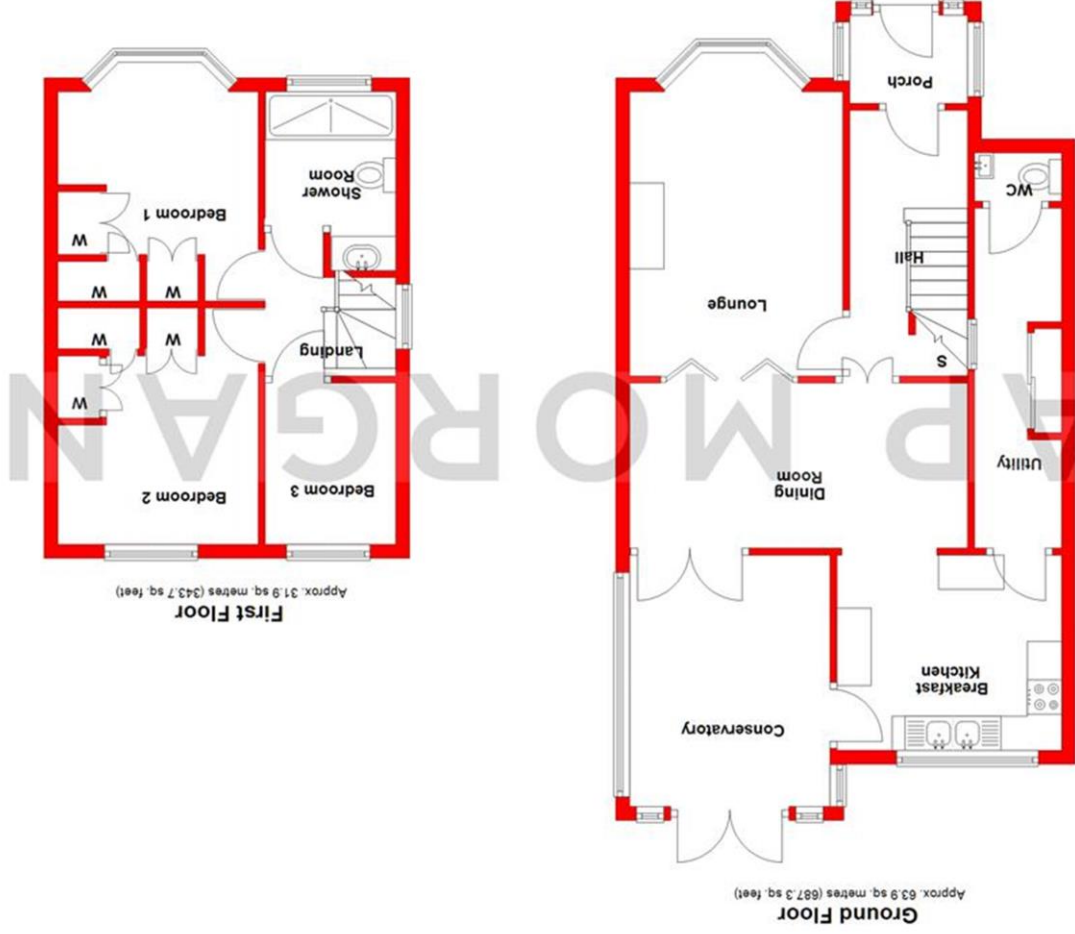 Ground Floor
Approx. 63.9 sq. metres (687.3 sq. feet)
Breakfast
Kitchen
Conservatory
Utility
Dining
Room
S
Lounge
Hall
WC
Porch
First Floor
Approx. 31.9 sq. metres (343.7 sq. feet)
Bedroom 3
Bedroom 2
W
Landing
W
W
W
W
W
Bedroom 1
Shower
Room
AP MORGAN